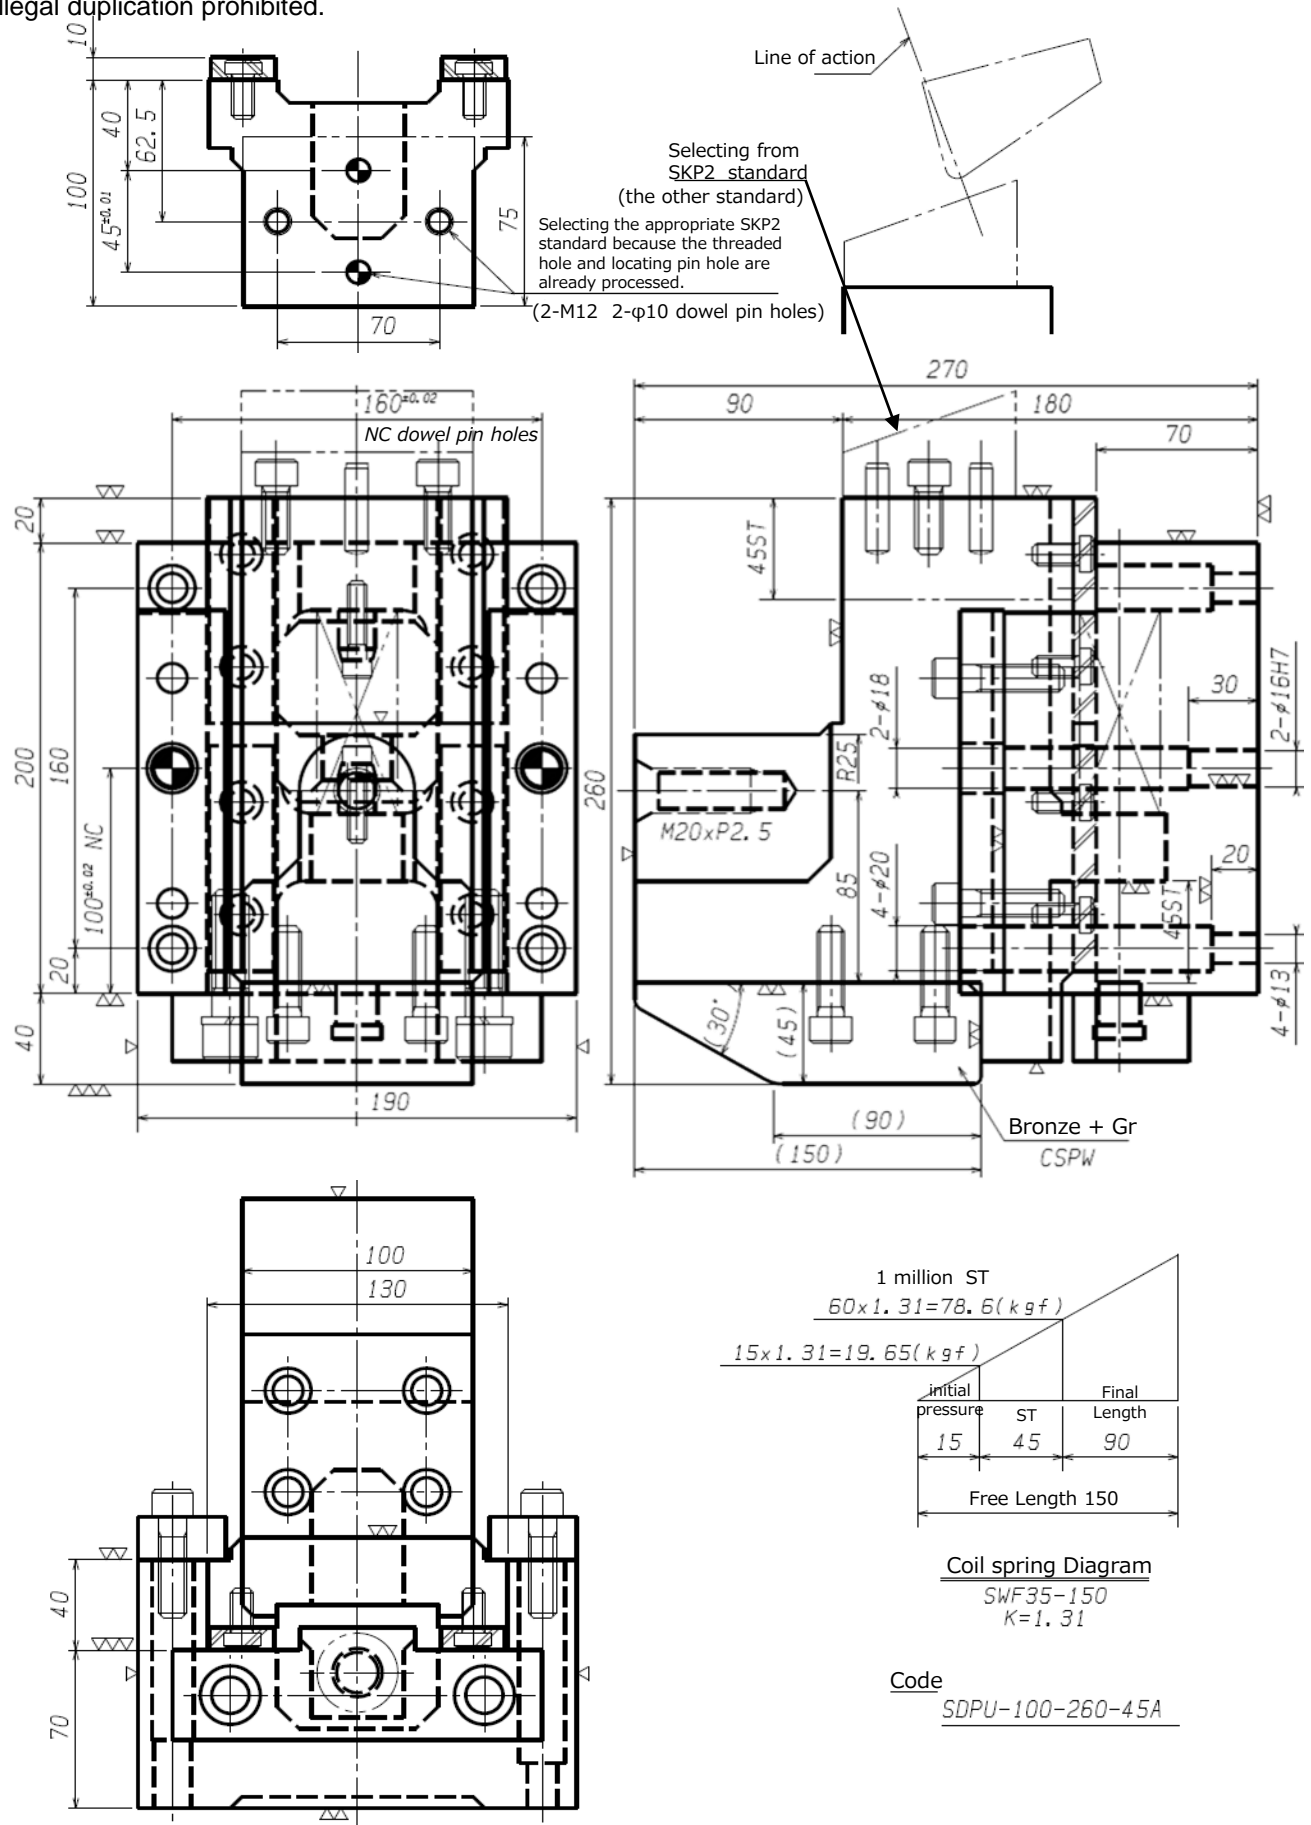 llegal duplication prohibited.
10
100
40
62.5
45±0.01
75
70
Line of action
Selecting from
SKP2 standard
(the other standard)
Selecting the appropriate SKP2
standard because the threaded
hole and locating pin hole are
already processed.
(2-M12 2-φ10 dowel pin holes)
160±0.02
NC dowel pin holes
20
200
160
100±0.02 NC
20
40
190
270
90
180
70
45ST
2-φ18
30
2-φ16H7
260
R25
M20xP2.5
85
4-φ20
20
45ST
4-φ13
(30°)
(45)
(90)
(150)
Bronze + Gr
CSPW
100
130
40
70
1 million ST
60x1.31=78.6(kgf)
15x1.31=19.65(kgf)
initial
pressure
ST
Final
Length
15
45
90
Free Length 150
Coil spring Diagram
SWF35-150
K=1.31
Code
SDPU-100-260-45A